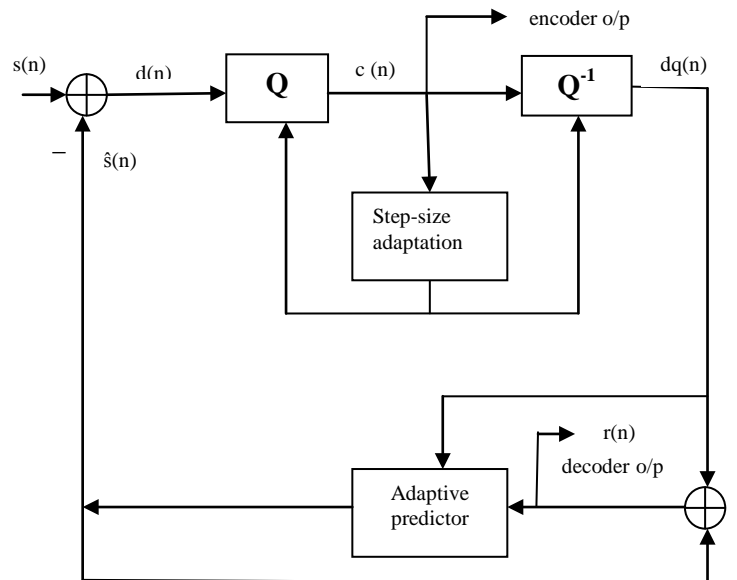 encoder o/p
s(n)
d(n)
Q
c (n)
Q-1
dq(n)
–
ŝ(n)
Step-size
adaptation
r(n)
decoder o/p
Adaptive
predictor